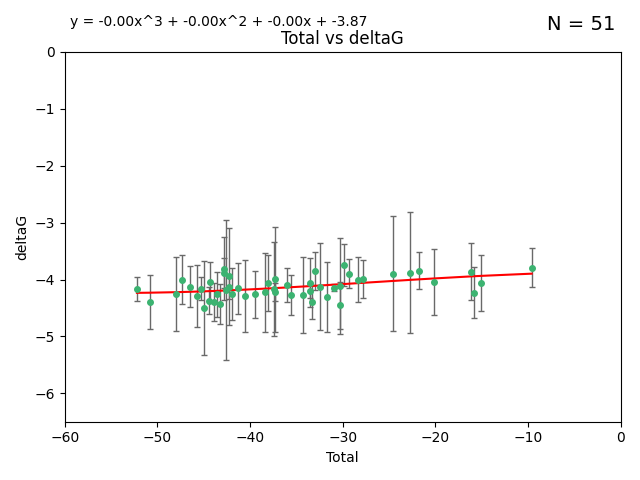 y = -0.00x^3 + -0.00x^2 + -0.00x + -3.87
N = 51
Total vs deltaG
0
−1
−2
−3
−4
−5
−6
deltaG
−60
−50
−40
−30
−20
−10
0
Total